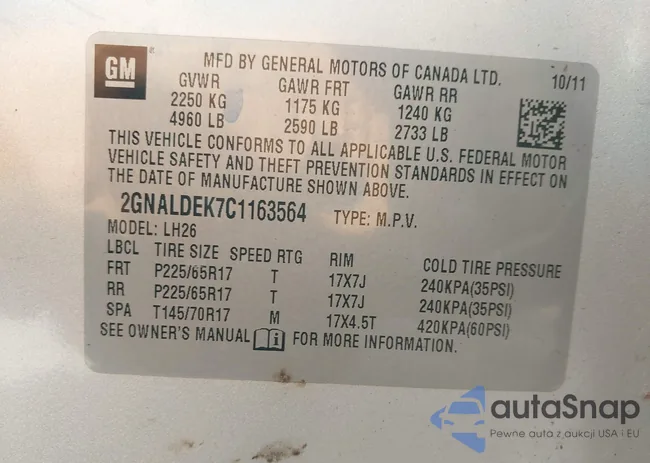 GM
MFD BY GENERAL MOTORS OF CANADA LTD. 10/11
GVWR GAWR FRT GAWR RR
2250 KG 1175 KG 1240 KG
4960 LB 2590 LB 2733 LB
THIS VEHICLE CONFORMS TO ALL APPLICABLE U.S. FEDERAL MOTOR
VEHICLE SAFETY AND THEFT PREVENTION STANDARDS IN EFFECT ON
THE DATE OF MANUFACTURE SHOWN ABOVE.
2GNALDEK7C1163564 TYPE: M.P.V.
MODEL: LH26
LBCL TIRE SIZE SPEED RTG RIM COLD TIRE PRESSURE
FRT P225/65R17 T 17X7J 240KPA(35PSI)
RR P225/65R17 T 17X7J 240KPA(35PSI)
SPA T145/70R17 M 17X4.5T 420KPA(60PSI)
SEE OWNER'S MANUAL FOR MORE INFORMATION.
autoSnap
Pewne auta z aukcji USA i EU